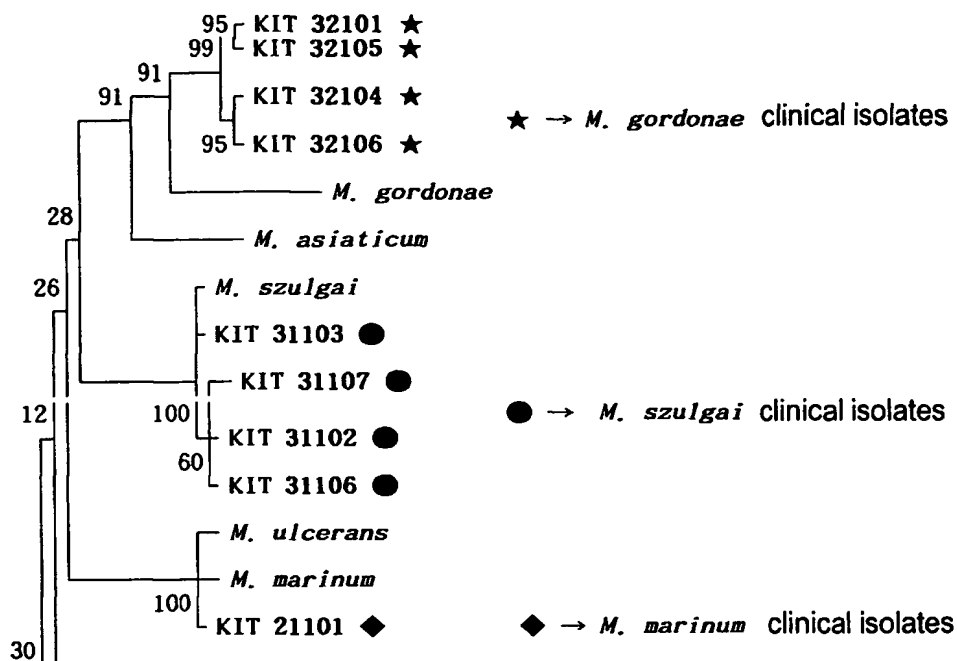 95 KIT 32101 ★
99 KIT 32105 ★
91
91 KIT 32104 ★
★ → M. gordonae clinical isolates
95 KIT 32106 ★
M. gordonae
28
M. asiaticum
26
M. szulgai
KIT 31103 ●
KIT 31107 ●
12 100
● → M. szulgai clinical isolates
KIT 31102 ●
60
KIT 31106 ●
M. ulcerans
M. marinum
100
KIT 21101 ◆
◆ → M. marinum clinical isolates
30